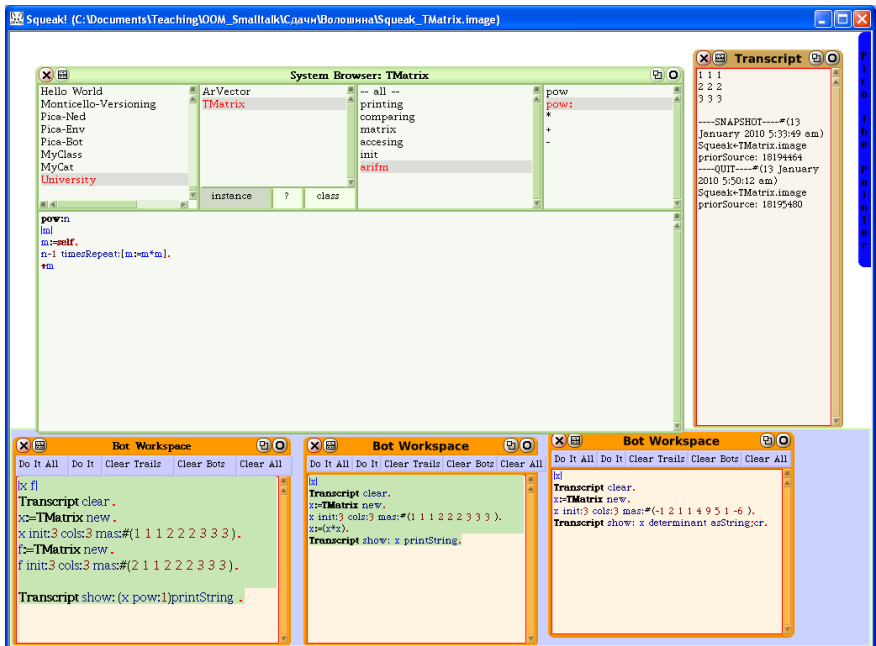 Squeak! (C:\Documents\Teaching\OOM_Smalltalk\Сдачи\Волошина\Squeak_TMatrix.image)
System Browser: TMatrix
Hello World
Monticello-Versioning
Pica-Ned
Pica-Env
Pica-Bot
MyClass
MyCat
University
ArVector
TMatrix
instance ? class
-- all --
printing
comparing
matrix
accesing
init
arifm
pow
pow:
*
+
-
pow:n
|m|
m:=self.
n-1 timesRepeat:[m:=m*m].
↑m
Transcript
1 1 1
2 2 2
3 3 3
----SNAPSHOT----#(13
January 2010 5:33:49 am)
Squeak←TMatrix.image
priorSource: 18194464
----QUIT----#(13 January
2010 5:50:12 am)
Squeak←TMatrix.image
priorSource: 18195480
Bot Workspace
Do It All Do It Clear Trails Clear Bots Clear All
|x f|
Transcript clear.
x:=TMatrix new.
x init:3 cols:3 mas:#(1 1 1 2 2 2 3 3 3).
f:=TMatrix new.
f init:3 cols:3 mas:#(2 1 1 2 2 2 3 3 3).
Transcript show: (x pow:1)printString .
Bot Workspace
Do It All Do It Clear Trails Clear Bots Clear All
|x|
Transcript clear.
x:=TMatrix new.
x init:3 cols:3 mas:#(1 1 1 2 2 2 3 3 3 ).
x:=(x*x).
Transcript show: x printString.
Bot Workspace
Do It All Do It Clear Trails Clear Bots Clear All
|x|
Transcript clear.
x:=TMatrix new.
x init:3 cols:3 mas:#(-1 2 1 1 4 9 5 1 -6 ).
Transcript show: x determinant asString;cr.